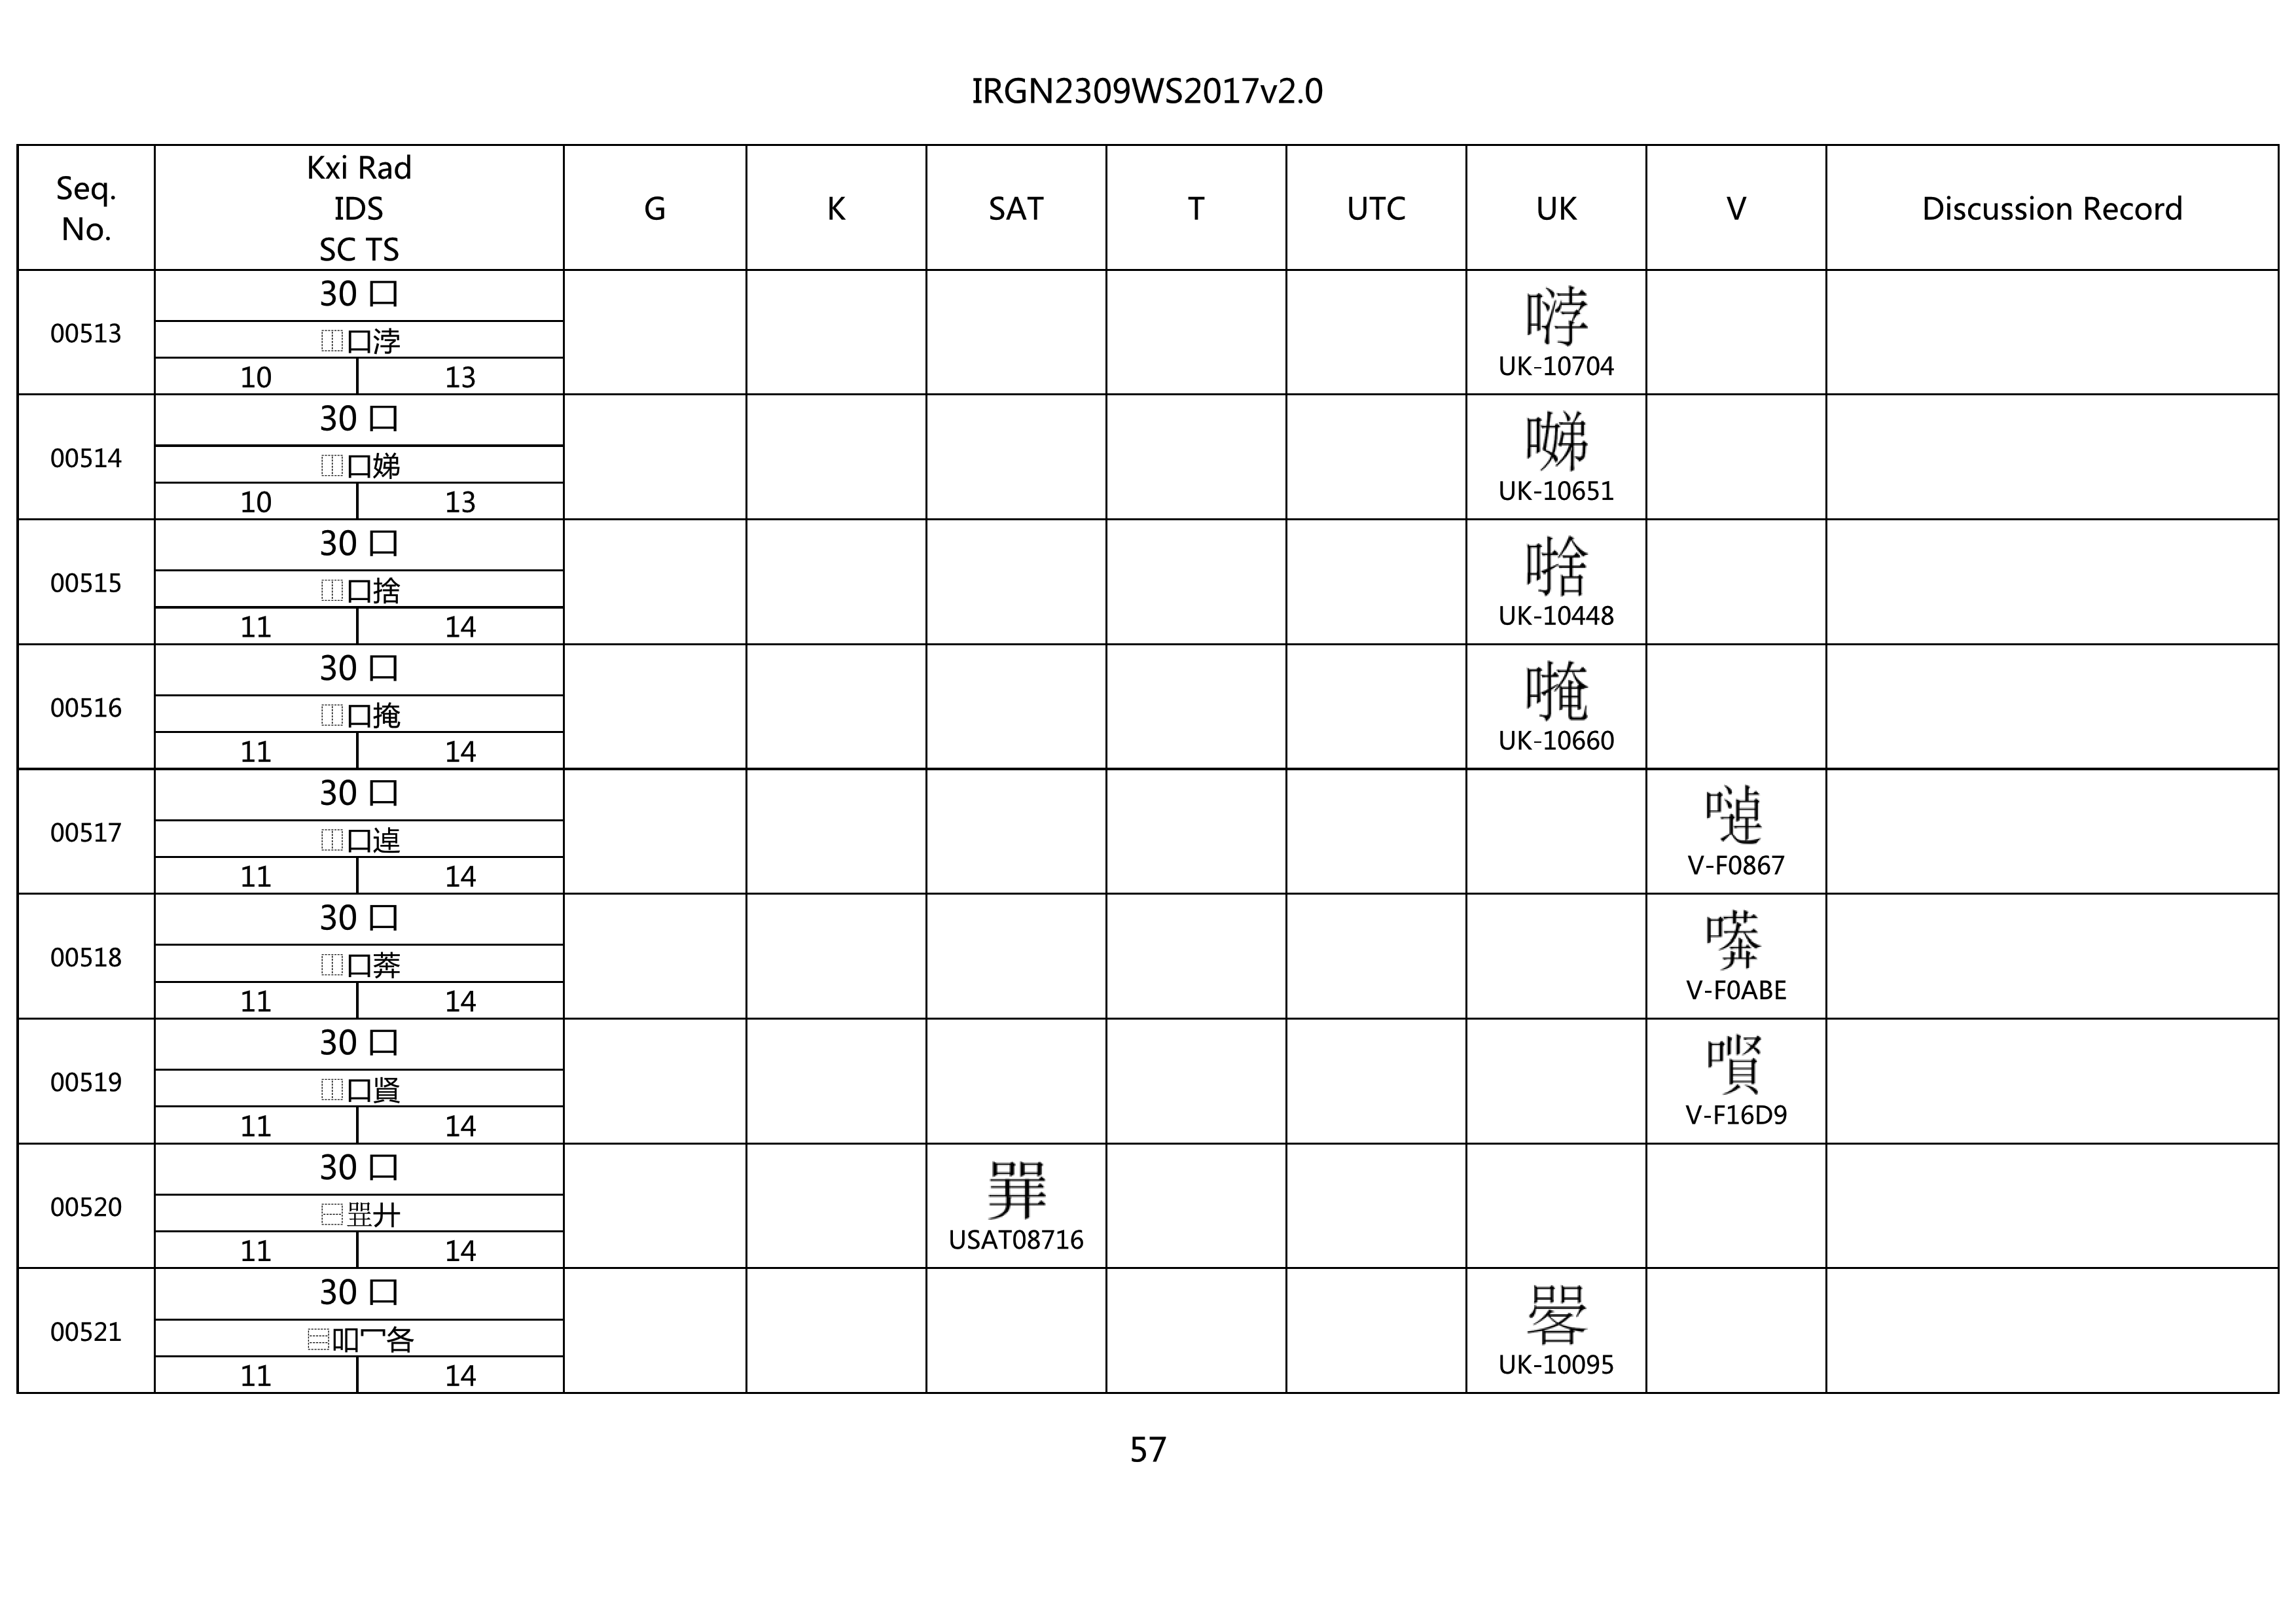 IRGN2309WS2017v2.0
Seq. No. Kxi Rad IDS SC TS G K SAT T UTC UK V Discussion Record
00513 30 口
⿰口浡
10 13
UK-10704
00514 30 口
⿰口娣
10 13
UK-10651
00515 30 口
⿰口捨
11 14
UK-10448
00516 30 口
⿰口掩
11 14
UK-10660
00517 30 口
⿰口逴
11 14
V-F0867
00518 30 口
⿰口莾
11 14
V-F0ABE
00519 30 口
⿰口貿
11 14
V-F16D9
00520 30 口
11 14
USAT08716
00521 30 口
⿳吅冖各
11 14
UK-10095
57